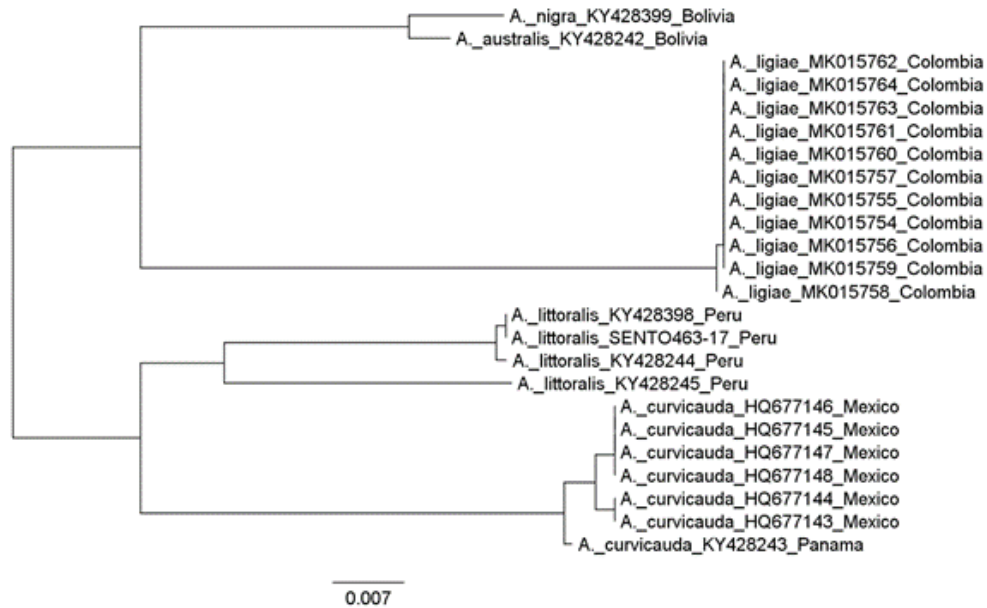 A._nigra_KY428399_Bolivia
A._australis_KY428242_Bolivia
A._ligiae_MK015762_Colombia
A._ligiae_MK015764_Colombia
A._ligiae_MK015763_Colombia
A._ligiae_MK015761_Colombia
A._ligiae_MK015760_Colombia
A._ligiae_MK015757_Colombia
A._ligiae_MK015755_Colombia
A._ligiae_MK015754_Colombia
A._ligiae_MK015756_Colombia
A._ligiae_MK015759_Colombia
A._ligiae_MK015758_Colombia
A._littoralis_KY428398_Peru
A._littoralis_SENTO463-17_Peru
A._littoralis_KY428244_Peru
A._littoralis_KY428245_Peru
A._curvicauda_HQ677146_Mexico
A._curvicauda_HQ677145_Mexico
A._curvicauda_HQ677147_Mexico
A._curvicauda_HQ677148_Mexico
A._curvicauda_HQ677144_Mexico
A._curvicauda_HQ677143_Mexico
A._curvicauda_KY428243_Panama
0.007